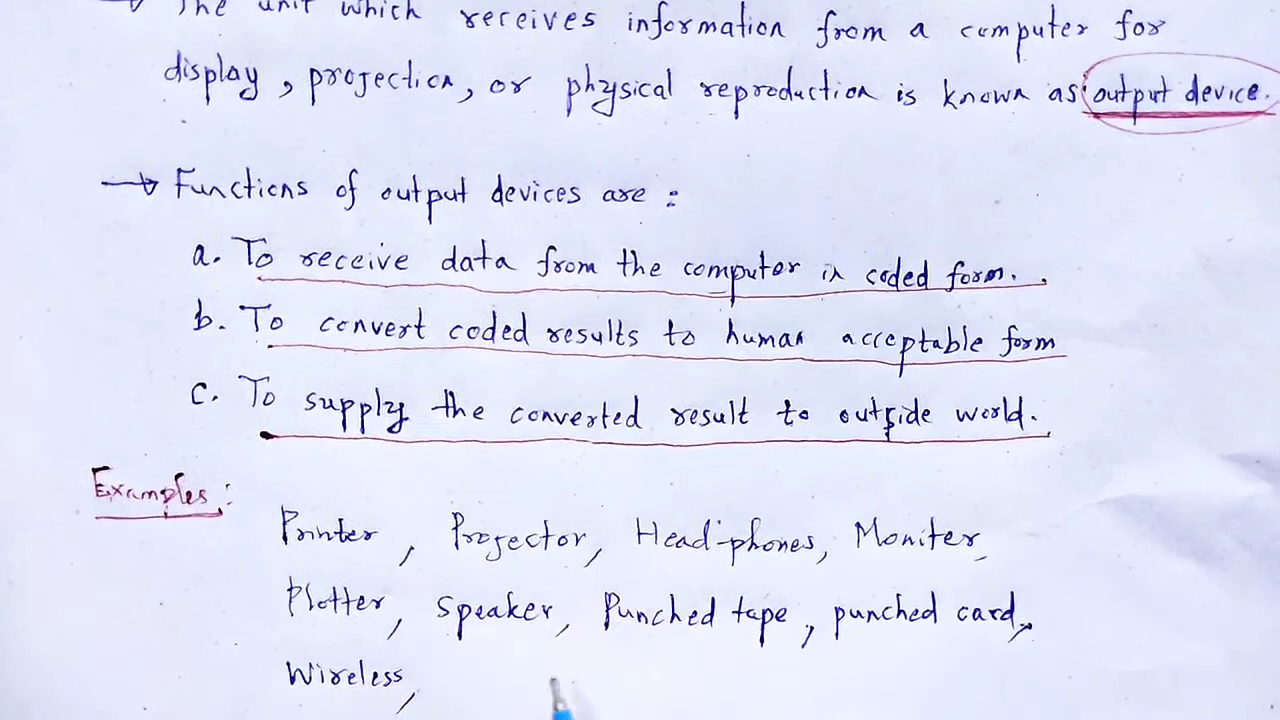 → The unit which receives information from a computer for
display, projection, or physical reproduction is known as output device.
→ Functions of output devices are :
a. To receive data from the computer in coded form.
b. To convert coded results to human acceptable form
c. To supply the converted result to outside world.
Examples:
Printer, Projector, Head-phones, Moniter,
Plotter, Speaker, Punched tape, punched card,
Wireless,